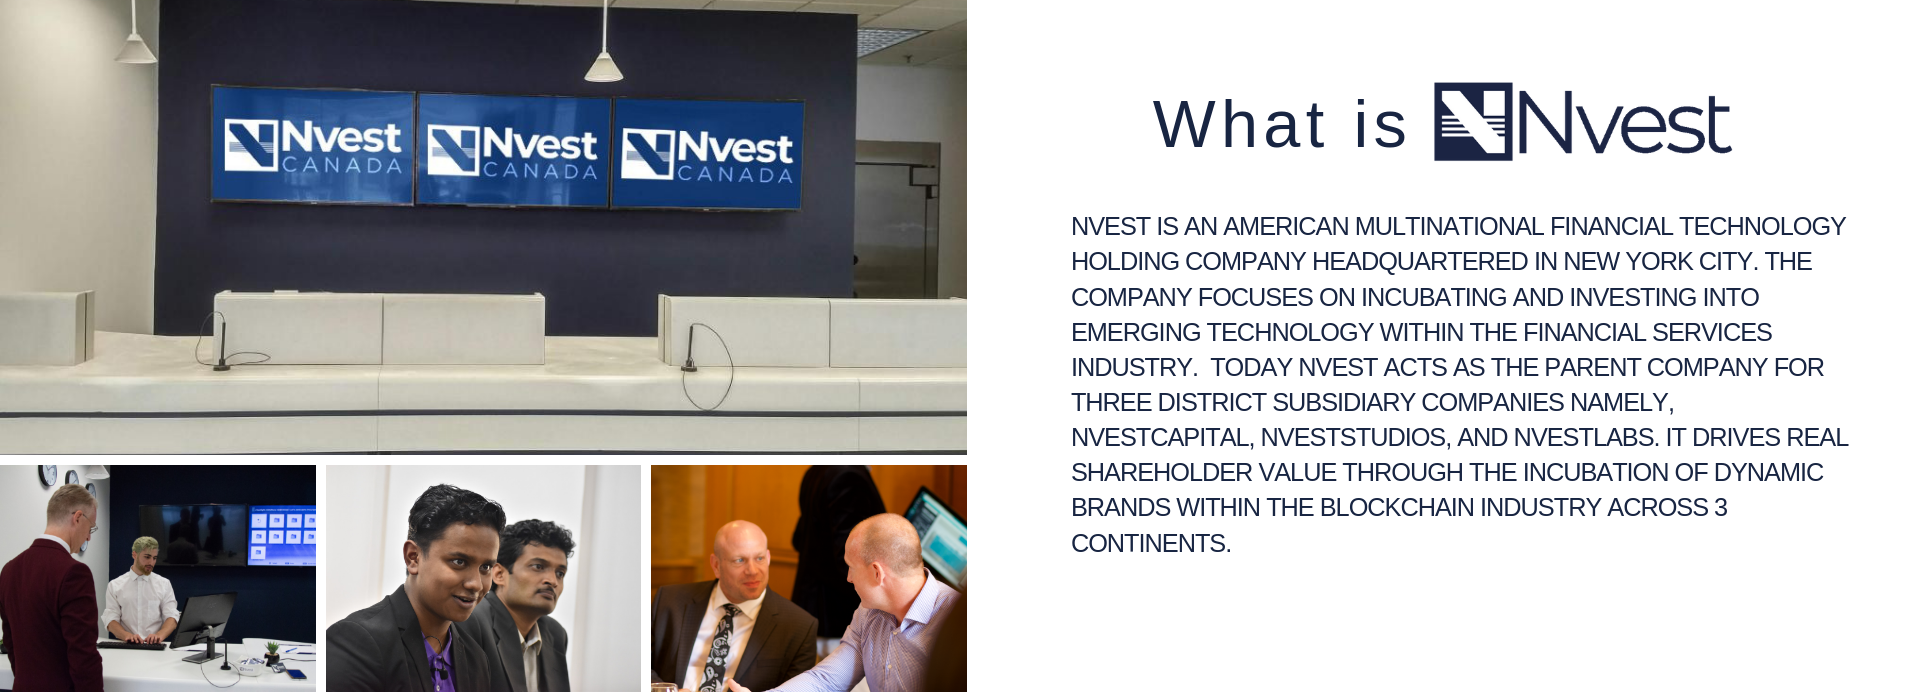 Nvest
CANADA
Nvest
CANADA
Nvest
CANADA
What is Nvest
NVEST IS AN AMERICAN MULTINATIONAL FINANCIAL TECHNOLOGY
HOLDING COMPANY HEADQUARTERED IN NEW YORK CITY. THE
COMPANY FOCUSES ON INCUBATING AND INVESTING INTO
EMERGING TECHNOLOGY WITHIN THE FINANCIAL SERVICES
INDUSTRY.  TODAY NVEST ACTS AS THE PARENT COMPANY FOR
THREE DISTRICT SUBSIDIARY COMPANIES NAMELY,
NVESTCAPITAL, NVESTSTUDIOS, AND NVESTLABS. IT DRIVES REAL
SHAREHOLDER VALUE THROUGH THE INCUBATION OF DYNAMIC
BRANDS WITHIN THE BLOCKCHAIN INDUSTRY ACROSS 3
CONTINENTS.